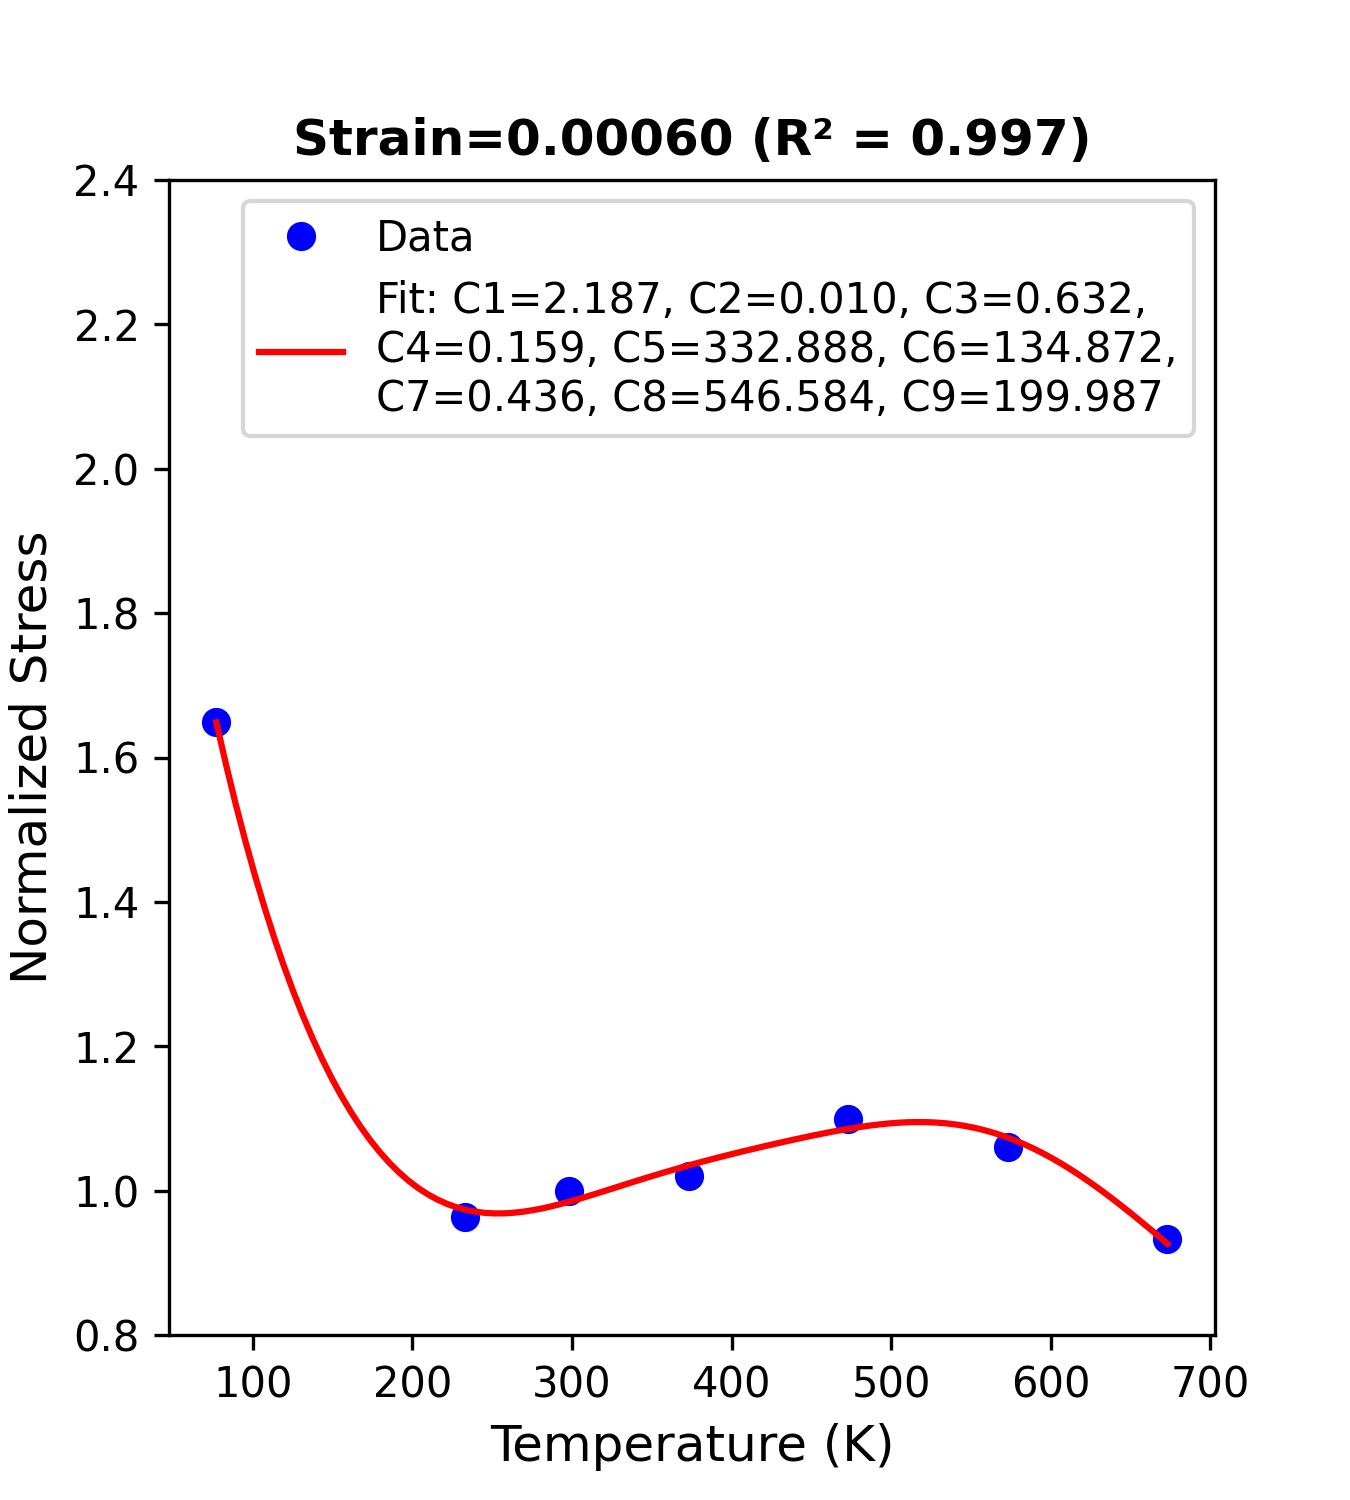 Strain=0.00060 (R² = 0.997)
2.4
2.2
2.0
1.8
1.6
1.4
1.2
1.0
0.8
Normalized Stress
Data
Fit: C1=2.187, C2=0.010, C3=0.632,
C4=0.159, C5=332.888, C6=134.872,
C7=0.436, C8=546.584, C9=199.987
100 200 300 400 500 600 700
Temperature (K)